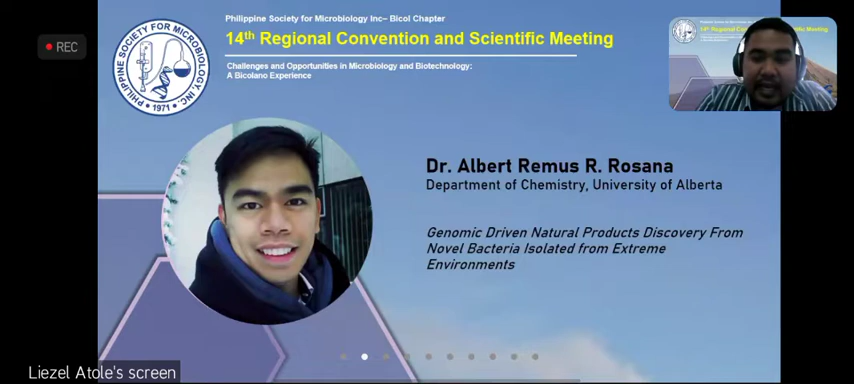 REC
Philippine Society for Microbiology Inc– Bicol Chapter
14th Regional Convention and Scientific Meeting
Challenges and Opportunities in Microbiology and Biotechnology:
A Bicolano Experience
PHILIPPINE SOCIETY FOR MICROBIOLOGY, INC.
• 1971 •
Dr. Albert Remus R. Rosana
Department of Chemistry, University of Alberta
Genomic Driven Natural Products Discovery From
Novel Bacteria Isolated from Extreme
Environments
Liezel Atole's screen